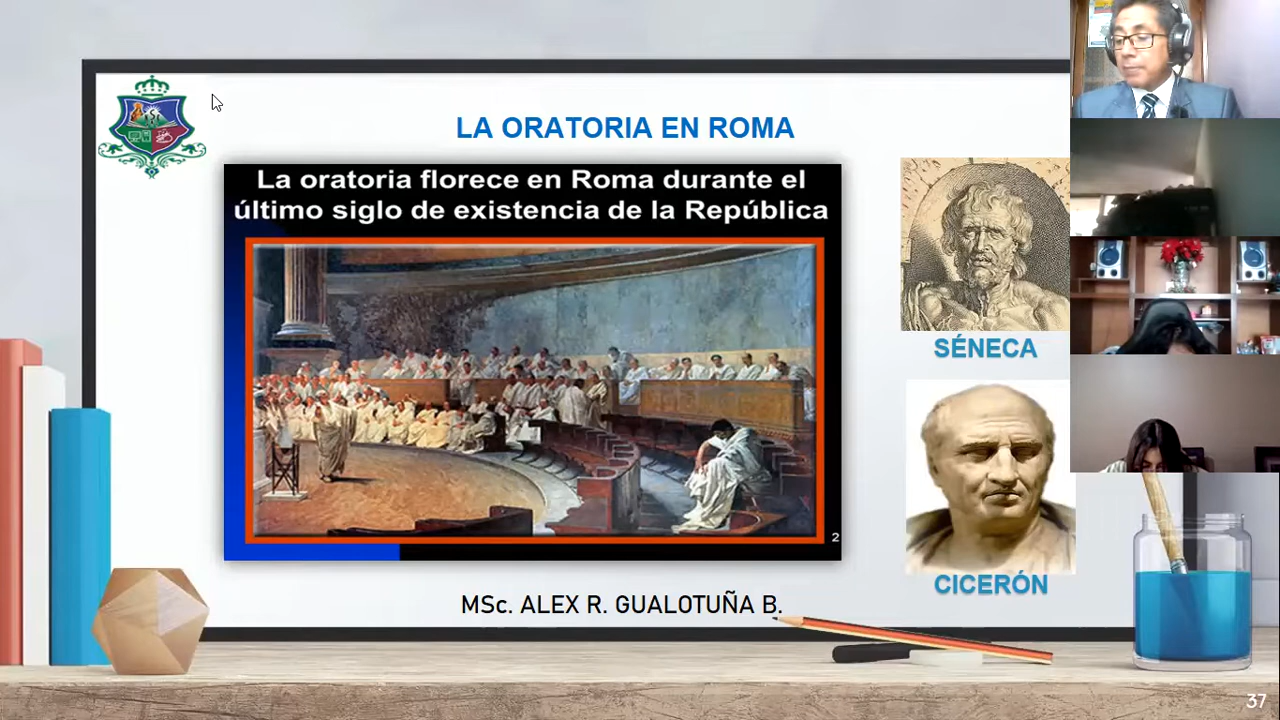 LA ORATORIA EN ROMA
La oratoria florece en Roma durante el
último siglo de existencia de la República
2
SÉNECA
CICERÓN
MSc. ALEX R. GUALOTUÑA B.
37